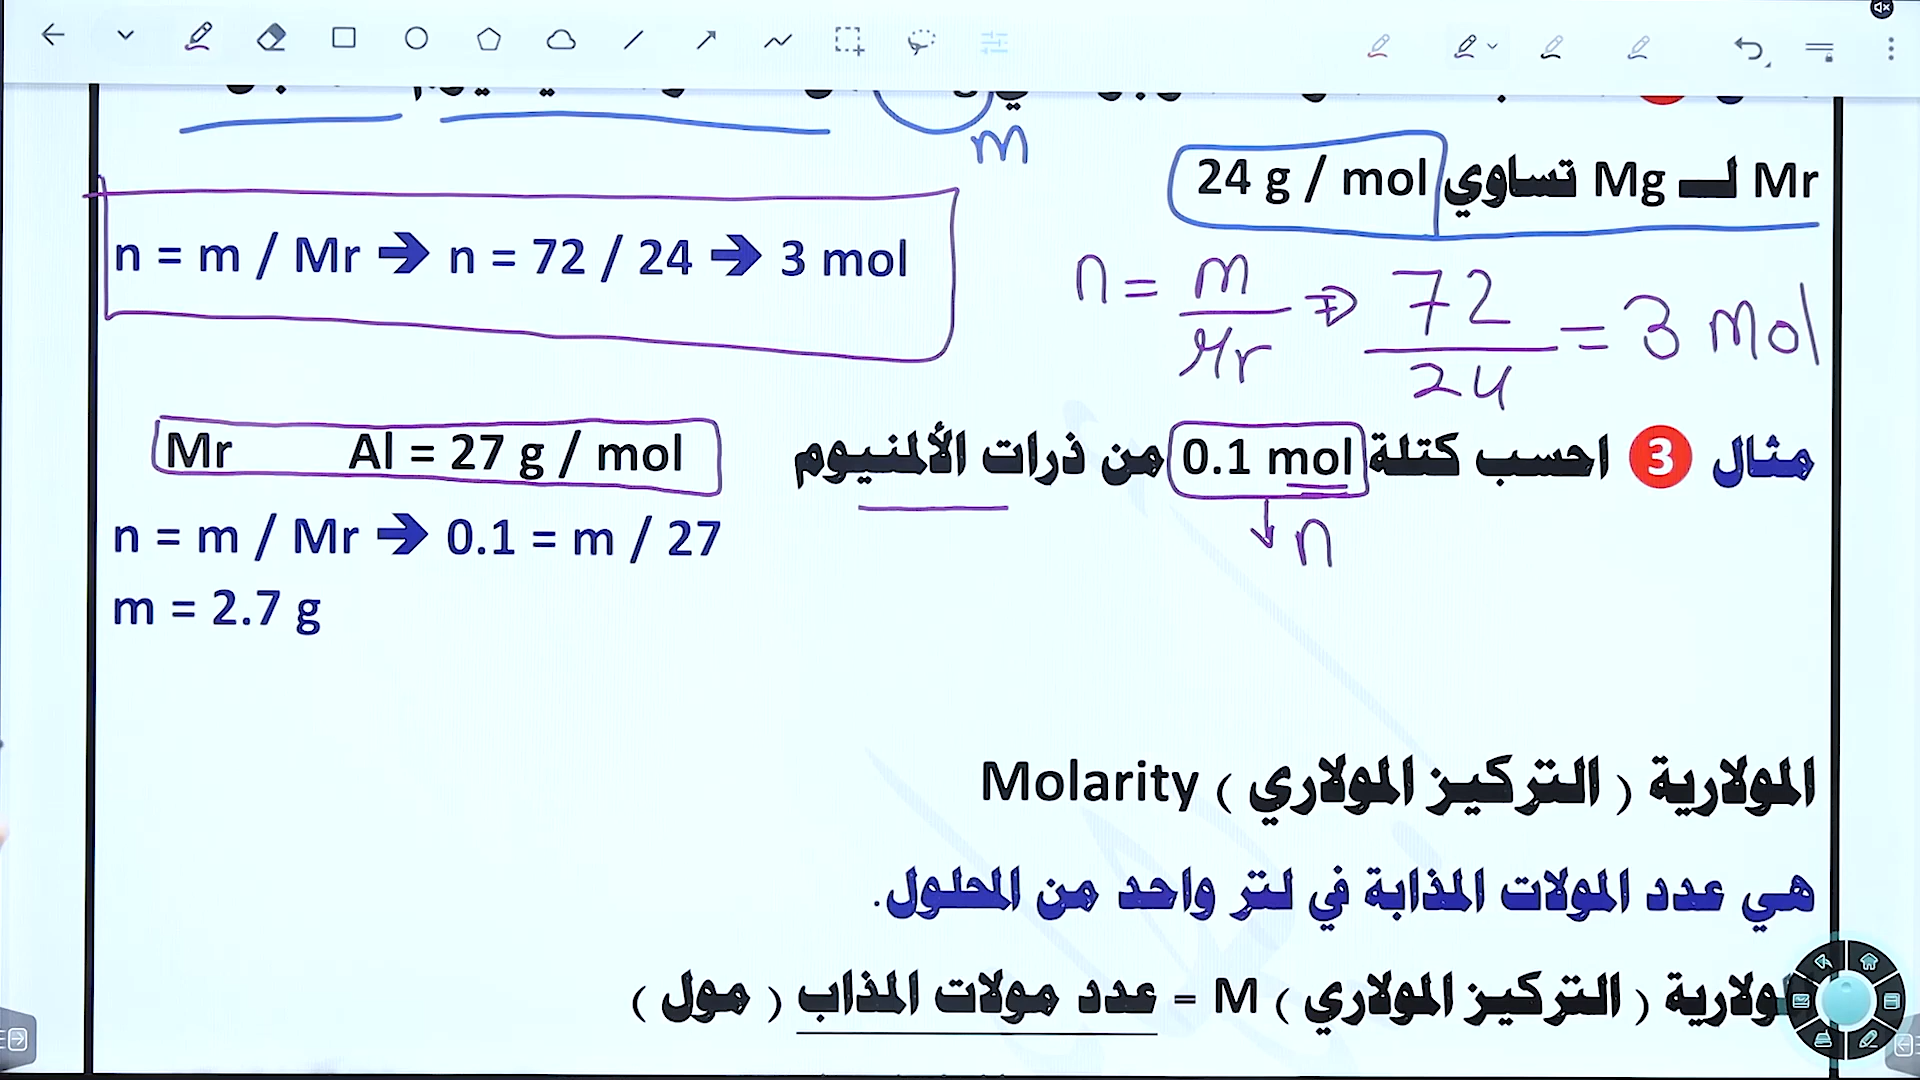 m
Mr لـــ Mg تساوي 24 g / mol
n = m / Mr ➔ n = 72 / 24 ➔ 3 mol
n = m / Mr ⇒ 72 / 24 = 3 mol
مثال 3 احسب كتلة 0.1 mol من ذرات الألمنيوم Mr Al = 27 g / mol
n
n = m / Mr ➔ 0.1 = m / 27
m = 2.7 g
المولارية ( التركيز المولاري ) Molarity
هي عدد المولات المذابة في لتر واحد من المحلول.
( التركيز المولاري ) M = عدد مولات المذاب ( مول )